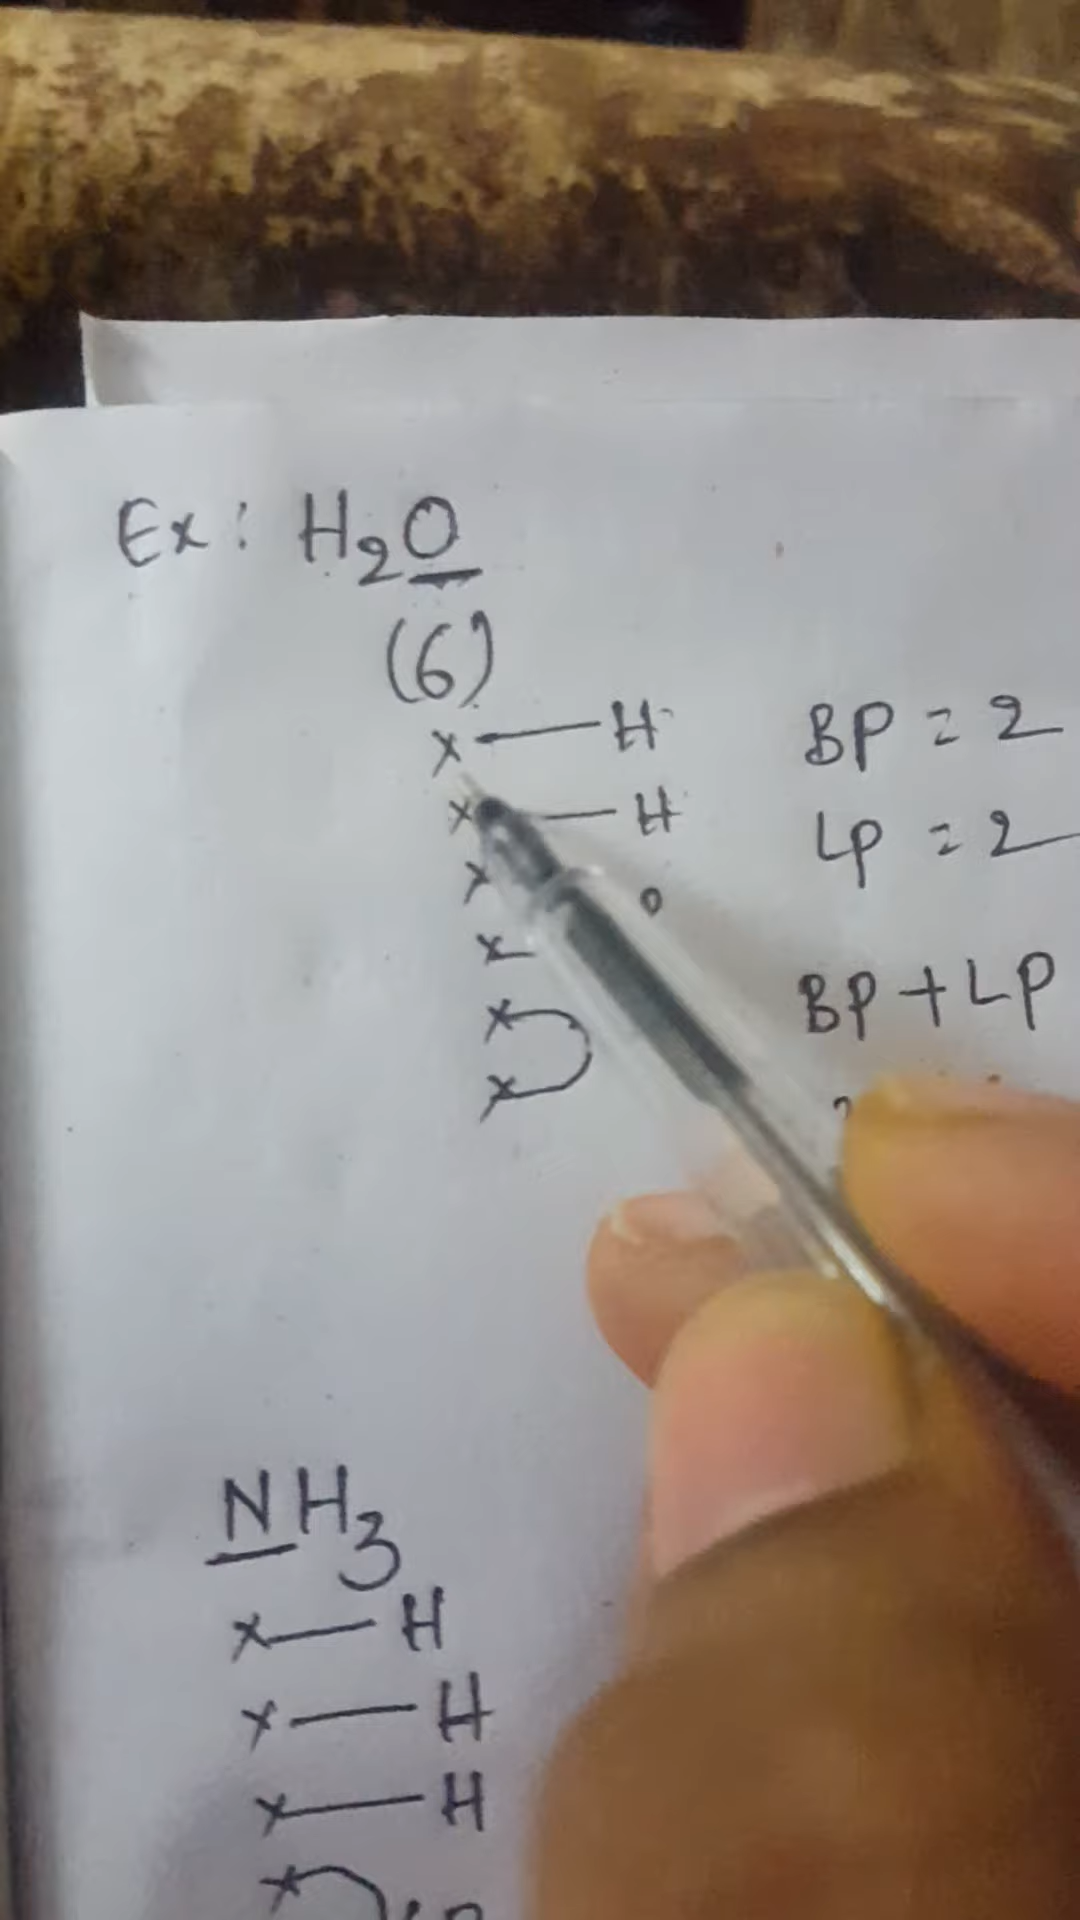 Ex: H2O
(6)
x — H
x — H
x
x
x
x
BP = 2
LP = 2
BP + LP
NH3
x — H
x — H
x — H
x